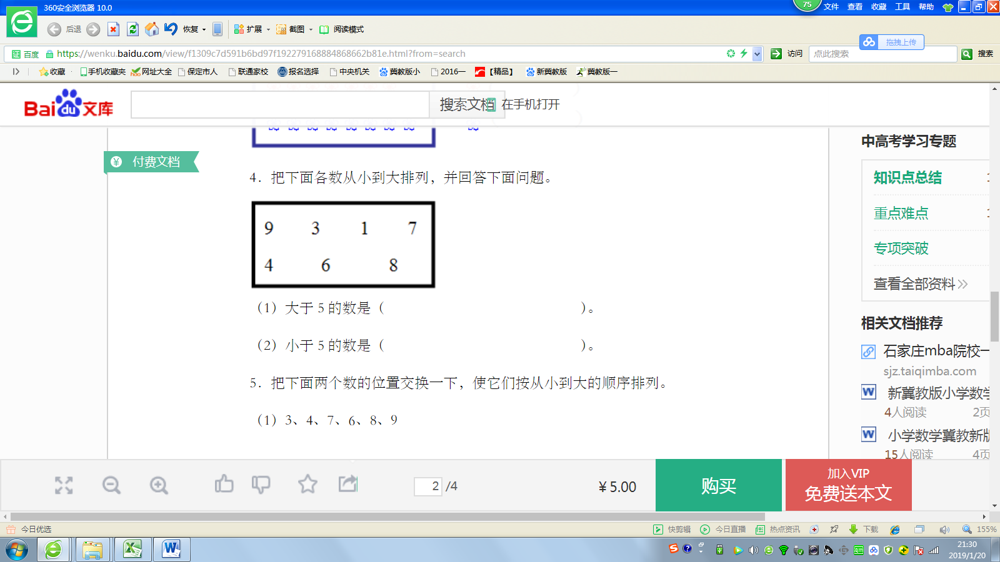 360安全浏览器 10.0
75
文件 查看 收藏 工具 帮助
后退 恢复 扩展 截图 阅读模式
拖拽上传
证 百度 https://wenku.baidu.com/view/f1309c7d591b6bd97f192279168884868662b81e.html?from=search
访问 点此搜索 搜索
收藏 手机收藏夹 网址大全 保定市人 联通家校 报名选择 中央机关 冀教版小 2016一 【精品】 新冀教版 冀教版一
Bai du 文库
搜索文档 在手机打开
¥ 付费文档
4．把下面各数从小到大排列，并回答下面问题。
9 3 1 7
4 6 8
（1）大于 5 的数是（ ）。
（2）小于 5 的数是（ ）。
5．把下面两个数的位置交换一下，使它们按从小到大的顺序排列。
（1）3、4、7、6、8、9
中高考学习专题
知识点总结
重点难点
专项突破
查看全部资料
相关文档推荐
石家庄mba院校一
sjz.taiqimba.com
新冀教版小学数学
4人阅读 2页
小学数学冀教新版
15人阅读 4页
2 /4
¥ 5.00
购买
加入VIP
免费送本文
今日优选
快剪辑 今日直播 热点资讯 下载 155%
21:30
2019/1/20